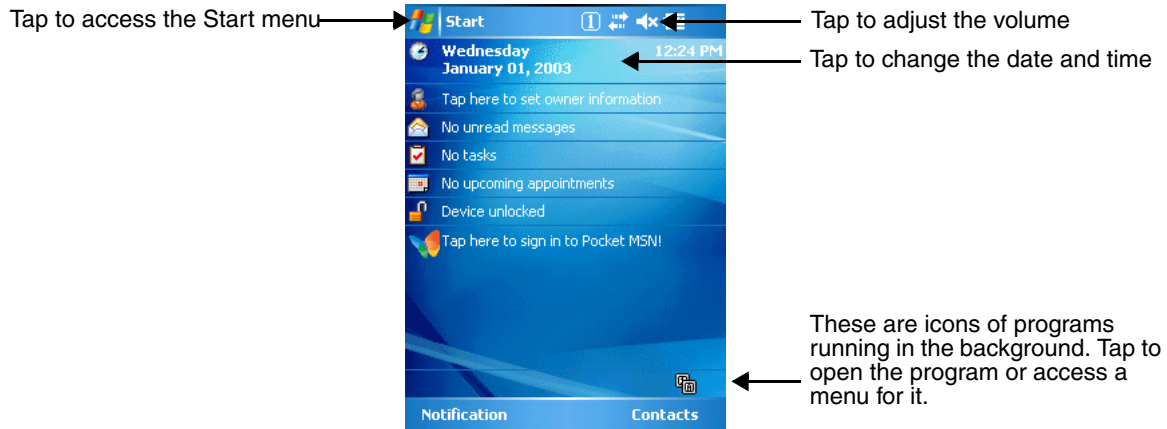 Tap to access the Start menu
Start
1
Tap to adjust the volume
Wednesday
January 01, 2003
12:24 PM
Tap to change the date and time
Tap here to set owner information
No unread messages
No tasks
No upcoming appointments
Device unlocked
Tap here to sign in to Pocket MSN!
These are icons of programs
running in the background. Tap to
open the program or access a
menu for it.
Notification
Contacts